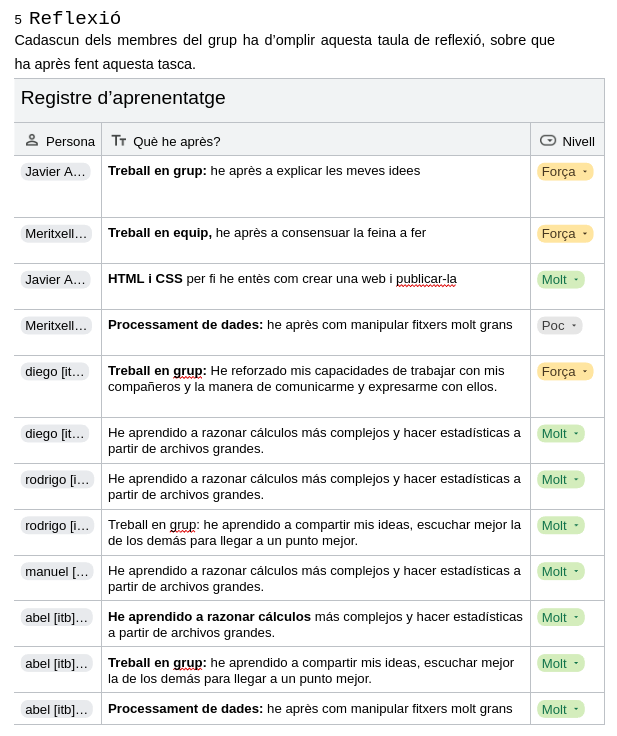 5 Reflexió
Cadascun dels membres del grup ha d'omplir aquesta taula de reflexió, sobre que
ha après fent aquesta tasca.
Registre d'aprenentatge
Persona Què he après? Nivell
Javier A... Treball en grup: he après a explicar les meves idees Força
Meritxell... Treball en equip, he après a consensuar la feina a fer Força
Javier A... HTML i CSS per fi he entès com crear una web i publicar-la Molt
Meritxell... Processament de dades: he après com manipular fitxers molt grans Poc
diego [it... Treball en grup: He reforzado mis capacidades de trabajar con mis Força
compañeros y la manera de comunicarme y expresarme con ellos.
diego [it... He aprendido a razonar cálculos más complejos y hacer estadísticas a Molt
partir de archivos grandes.
rodrigo [i... He aprendido a razonar cálculos más complejos y hacer estadísticas a Molt
partir de archivos grandes.
rodrigo [i... Treball en grup: he aprendido a compartir mis ideas, escuchar mejor la Molt
de los demás para llegar a un punto mejor.
manuel [... He aprendido a razonar cálculos más complejos y hacer estadísticas a Molt
partir de archivos grandes.
abel [itb]... He aprendido a razonar cálculos más complejos y hacer estadísticas Molt
a partir de archivos grandes.
abel [itb]... Treball en grup: he aprendido a compartir mis ideas, escuchar mejor Molt
la de los demás para llegar a un punto mejor.
abel [itb]... Processament de dades: he après com manipular fitxers molt grans Molt